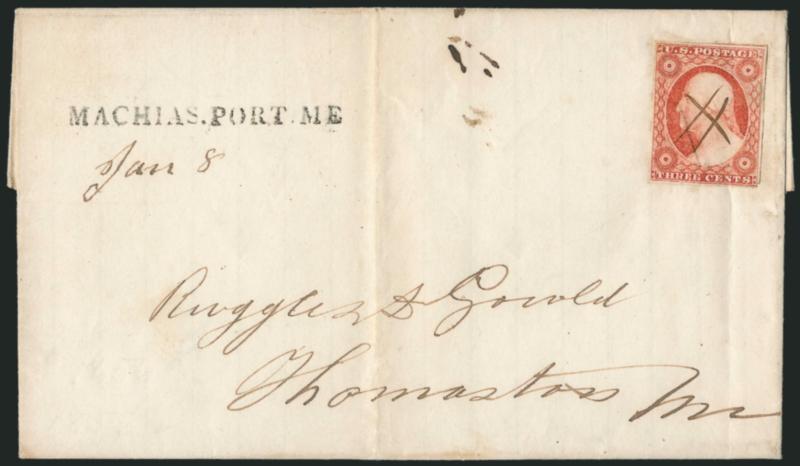 MACHIAS.PORT.ME
Jan 8
U.S. POSTAGE
THREE CENTS
Ruggles & Gould
Thomaston Me